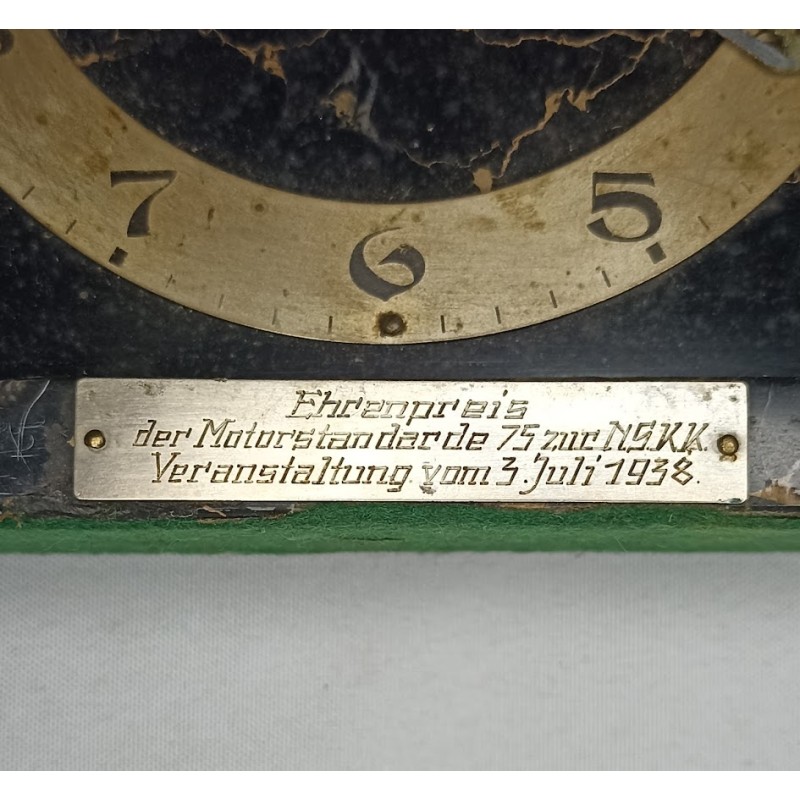 7 6 5
Ehrenpreis
der Motorstandarde 75 zur N.S.K.K.
Veranstaltung vom 3. Juli 1938.